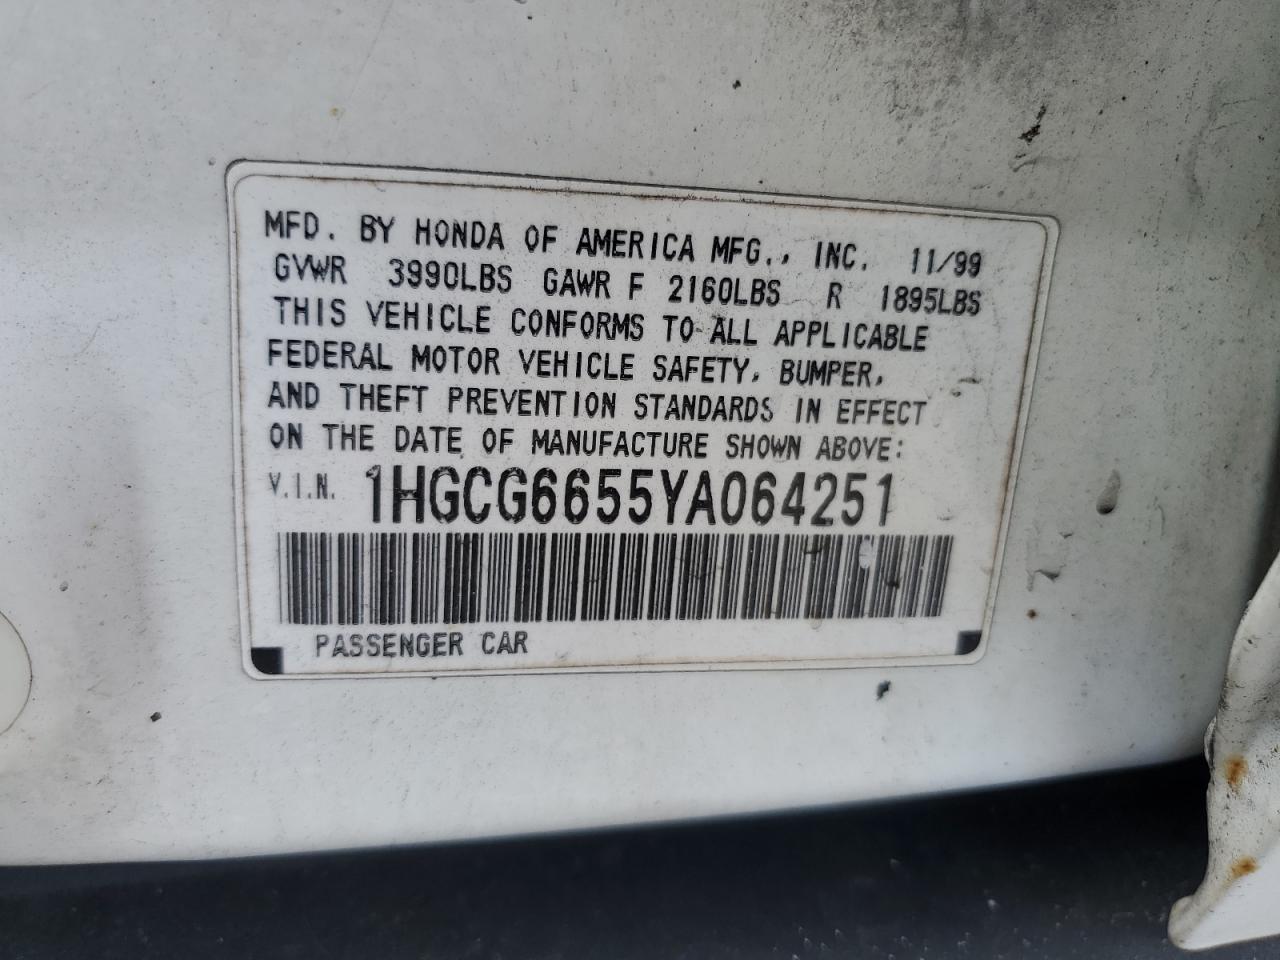 MFD. BY HONDA OF AMERICA MFG., INC. 11/99
GVWR 3990LBS GAWR F 2160LBS R 1895LBS
THIS VEHICLE CONFORMS TO ALL APPLICABLE
FEDERAL MOTOR VEHICLE SAFETY, BUMPER,
AND THEFT PREVENTION STANDARDS IN EFFECT
ON THE DATE OF MANUFACTURE SHOWN ABOVE:
V.I.N. 1HGCG6655YA064251
PASSENGER CAR